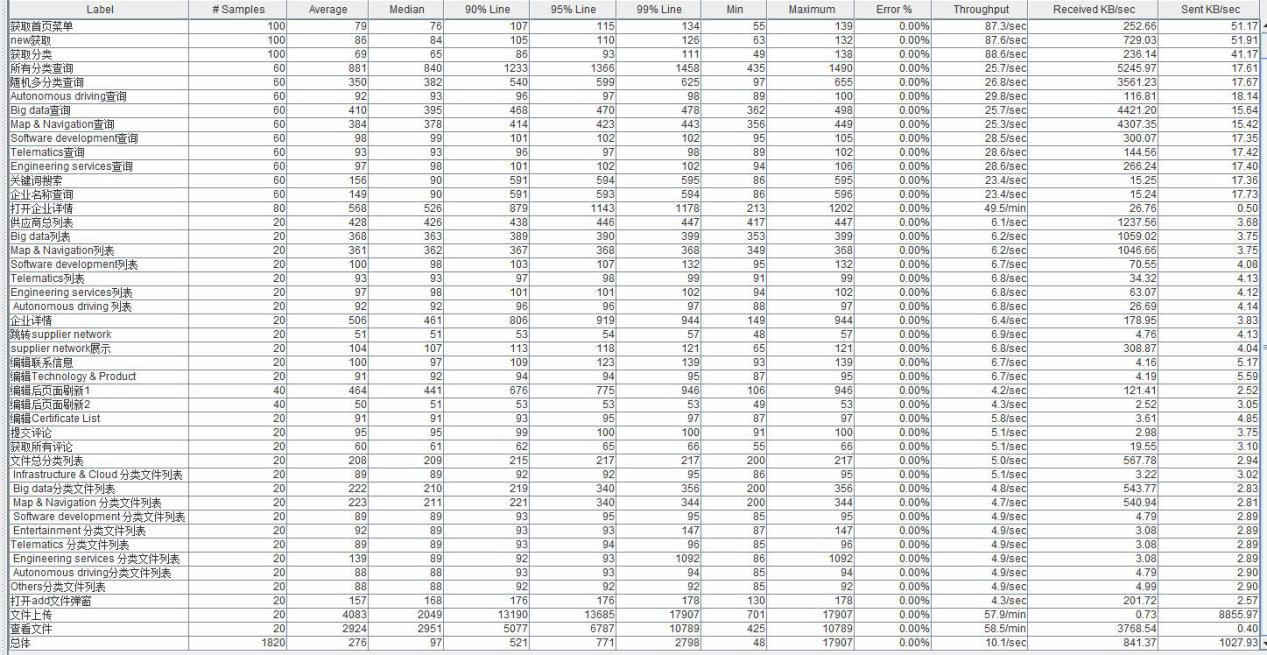 Label # Samples Average Median 90% Line 95% Line 99% Line Min Maximum Error % Throughput Received KB/sec Sent KB/sec
获取首页菜单 100 79 76 107 115 134 55 139 0.00% 87.3/sec 252.66 51.17
new获取 100 86 84 105 110 126 63 132 0.00% 87.6/sec 729.03 51.91
获取分类 100 69 65 86 93 111 49 138 0.00% 88.6/sec 236.14 41.17
所有分类查询 60 881 840 1233 1366 1458 435 1490 0.00% 25.7/sec 5245.97 17.61
随机多分类查询 60 350 382 540 599 625 97 655 0.00% 26.8/sec 3561.23 17.67
Autonomous driving查询 60 92 93 96 97 98 89 100 0.00% 29.8/sec 116.81 18.14
Big data查询 60 410 395 468 470 478 362 498 0.00% 25.7/sec 4421.20 15.64
Map & Navigation查询 60 384 378 414 423 443 356 449 0.00% 25.3/sec 4307.35 15.42
Software development查询 60 98 99 101 102 102 95 105 0.00% 28.5/sec 300.07 17.35
Telematics查询 60 92 93 96 97 98 89 102 0.00% 28.6/sec 144.56 17.42
Engineering services查询 60 97 98 101 102 102 94 106 0.00% 28.6/sec 266.24 17.40
关键词搜索 60 156 90 591 594 595 86 595 0.00% 23.4/sec 15.25 17.36
企业名称查询 60 149 90 591 593 594 86 596 0.00% 23.4/sec 15.24 17.73
打开企业详情 80 568 526 879 1143 1178 213 1202 0.00% 49.5/min 26.76 0.50
供应商总列表 20 428 426 438 446 447 417 447 0.00% 6.1/sec 1237.56 3.68
Big data列表 20 368 363 389 390 399 353 399 0.00% 6.2/sec 1059.02 3.75
Map & Navigation列表 20 361 362 367 368 368 349 368 0.00% 6.2/sec 1046.66 3.75
Software development列表 20 100 98 103 107 132 95 132 0.00% 6.7/sec 70.55 4.08
Telematics列表 20 93 93 97 98 99 91 99 0.00% 6.8/sec 34.32 4.13
Engineering services列表 20 97 98 101 101 102 94 102 0.00% 6.8/sec 63.07 4.12
Autonomous driving 列表 20 92 92 96 96 97 88 97 0.00% 6.8/sec 26.69 4.14
企业详情 20 506 461 806 919 944 149 944 0.00% 6.4/sec 178.95 3.83
跳转supplier network 20 51 51 53 54 57 48 57 0.00% 6.9/sec 4.76 4.13
supplier network展示 20 104 107 113 118 121 65 121 0.00% 6.8/sec 308.87 4.04
编辑联系信息 20 100 97 109 123 139 93 139 0.00% 6.7/sec 4.16 5.17
编辑Technology & Product 20 91 92 94 94 95 87 95 0.00% 6.7/sec 4.19 5.59
编辑后页面刷新1 40 464 441 676 775 946 106 946 0.00% 4.2/sec 121.41 2.52
编辑后页面刷新2 40 50 51 53 53 53 49 53 0.00% 4.3/sec 2.52 3.05
编辑Certificate List 20 91 91 93 95 97 87 97 0.00% 5.8/sec 3.61 4.85
提交评论 20 95 95 99 100 100 91 100 0.00% 5.1/sec 2.98 3.75
获取所有评论 20 60 61 62 65 66 55 66 0.00% 5.1/sec 19.55 3.10
文件总分类列表 20 208 209 215 217 217 200 217 0.00% 5.0/sec 567.78 2.94
Infrastructure & Cloud 分类文件列表 20 89 89 92 92 95 86 95 0.00% 5.1/sec 3.22 3.02
Big data分类文件列表 20 222 210 219 340 356 200 356 0.00% 4.8/sec 543.77 2.83
Map & Navigation 分类文件列表 20 223 211 221 340 344 200 344 0.00% 4.7/sec 540.94 2.81
Software development 分类文件列表 20 89 89 93 95 95 85 95 0.00% 4.9/sec 4.79 2.89
Entertainment 分类文件列表 20 92 89 93 93 147 87 147 0.00% 4.9/sec 3.08 2.89
Telematics 分类文件列表 20 89 89 93 94 96 85 96 0.00% 4.9/sec 3.08 2.89
Engineering services 分类文件列表 20 139 89 92 93 1092 86 1092 0.00% 4.9/sec 3.08 2.89
Autonomous driving分类文件列表 20 88 88 93 93 94 85 94 0.00% 4.9/sec 4.79 2.90
Others分类文件列表 20 88 88 92 92 92 85 92 0.00% 4.9/sec 4.99 2.90
打开add文件弹窗 20 157 168 176 176 178 130 178 0.00% 4.3/sec 201.72 2.57
文件上传 20 4083 2049 13190 13685 17907 701 17907 0.00% 57.9/min 0.73 8855.97
查看文件 20 2924 2951 5077 6787 10789 425 10789 0.00% 58.5/min 3768.54 0.40
总体 1820 276 97 521 771 2798 48 17907 0.00% 10.1/sec 841.37 1027.93